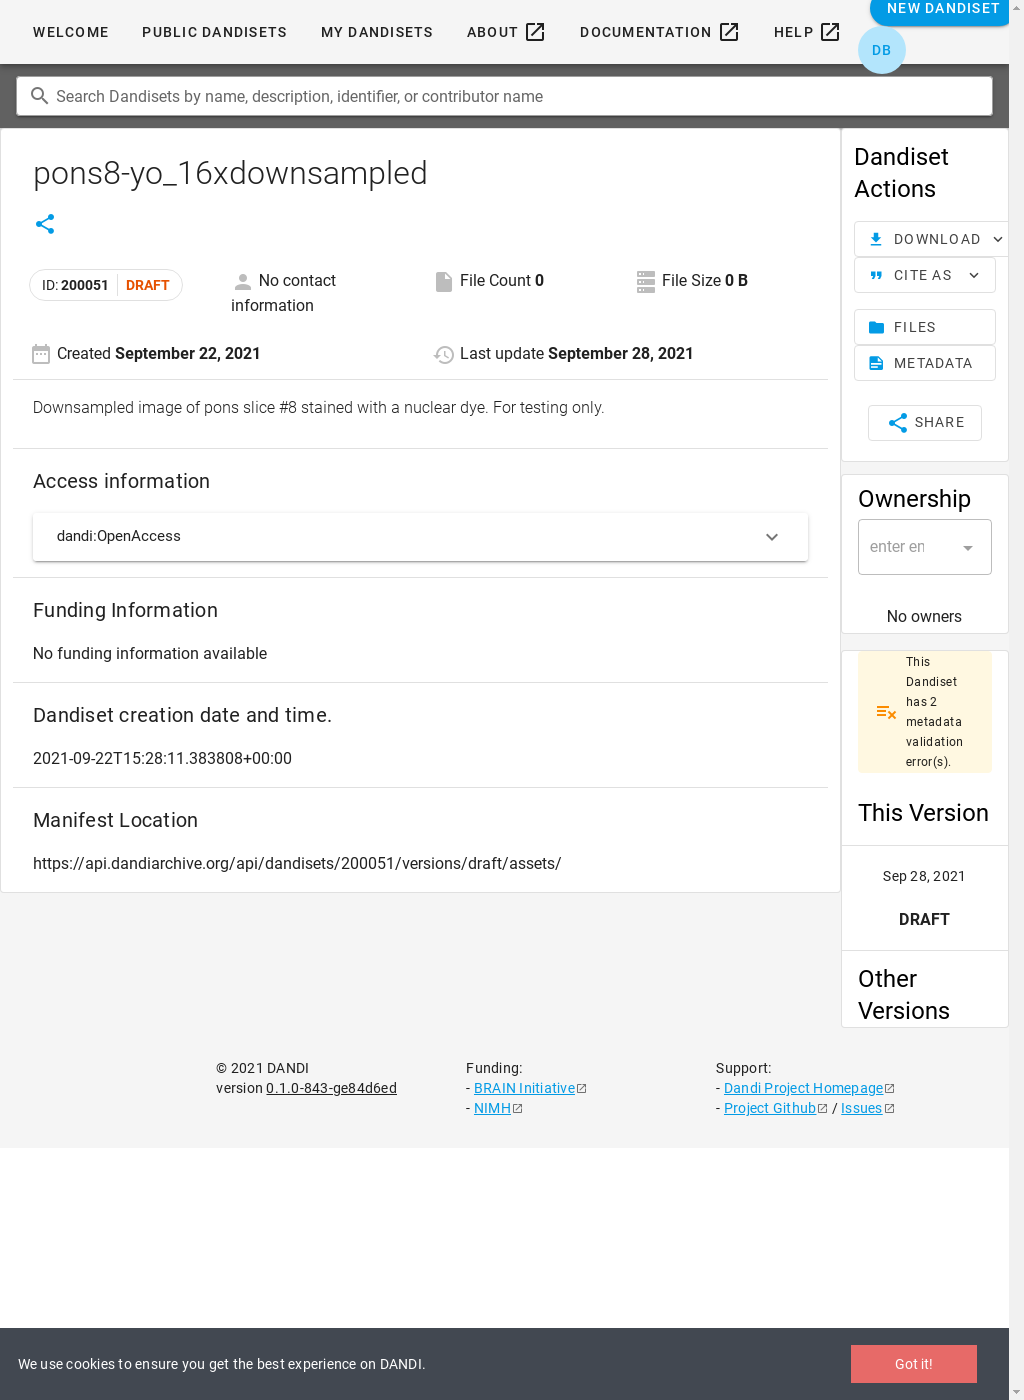 WELCOME
PUBLIC DANDISETS
MY DANDISETS
ABOUT
DOCUMENTATION
HELP
NEW DANDISET
DB
Search Dandisets by name, description, identifier, or contributor name
pons8-yo_16xdownsampled
ID: 200051 DRAFT
No contact
information
File Count 0
File Size 0 B
Created September 22, 2021
Last update September 28, 2021
Downsampled image of pons slice #8 stained with a nuclear dye. For testing only.
Access information
dandi:OpenAccess
Funding Information
No funding information available
Dandiset creation date and time.
2021-09-22T15:28:11.383808+00:00
Manifest Location
https://api.dandiarchive.org/api/dandisets/200051/versions/draft/assets/
Dandiset
Actions
DOWNLOAD
CITE AS
FILES
METADATA
SHARE
Ownership
enter en
No owners
This
Dandiset
has 2
metadata
validation
error(s).
This Version
Sep 28, 2021
DRAFT
Other
Versions
© 2021 DANDI
version 0.1.0-843-ge84d6ed
Funding:
- BRAIN Initiative
- NIMH
Support:
- Dandi Project Homepage
- Project Github / Issues
We use cookies to ensure you get the best experience on DANDI.
Got it!